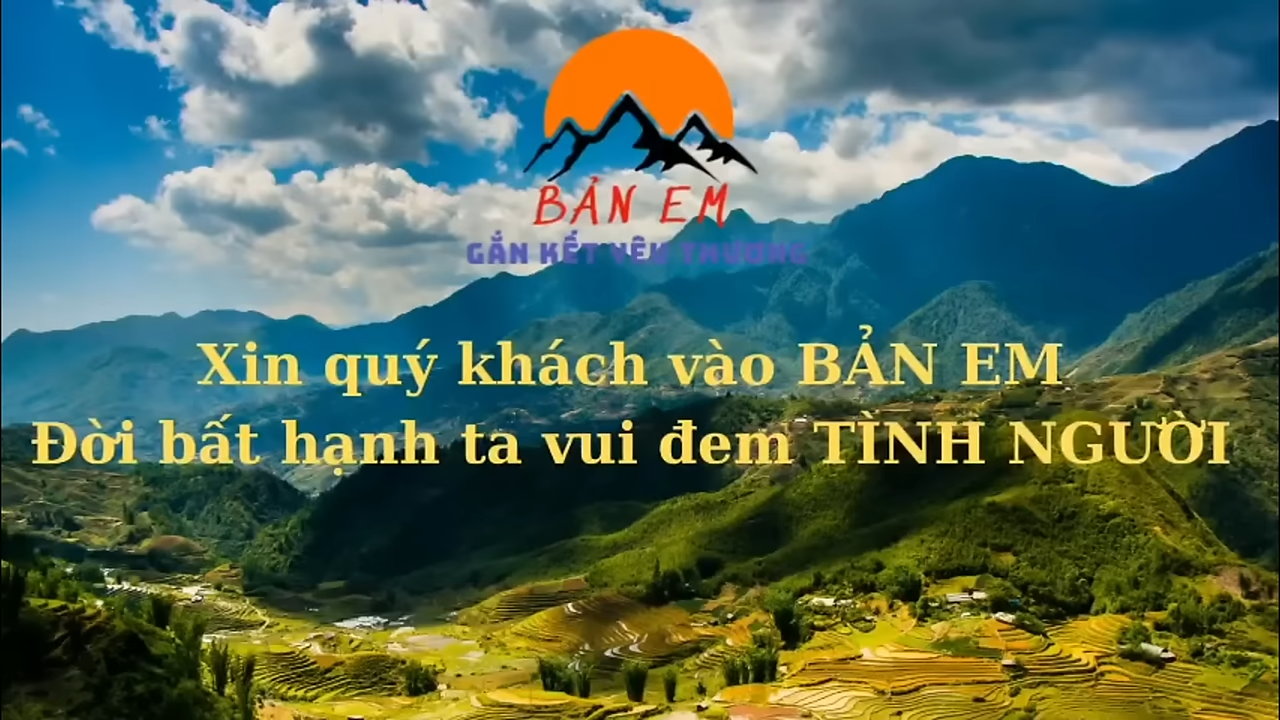 BẢN EM
GẮN KẾT YÊU THƯƠNG
Xin quý khách vào BẢN EM
Đời bất hạnh ta vui đem TÌNH NGƯỜI